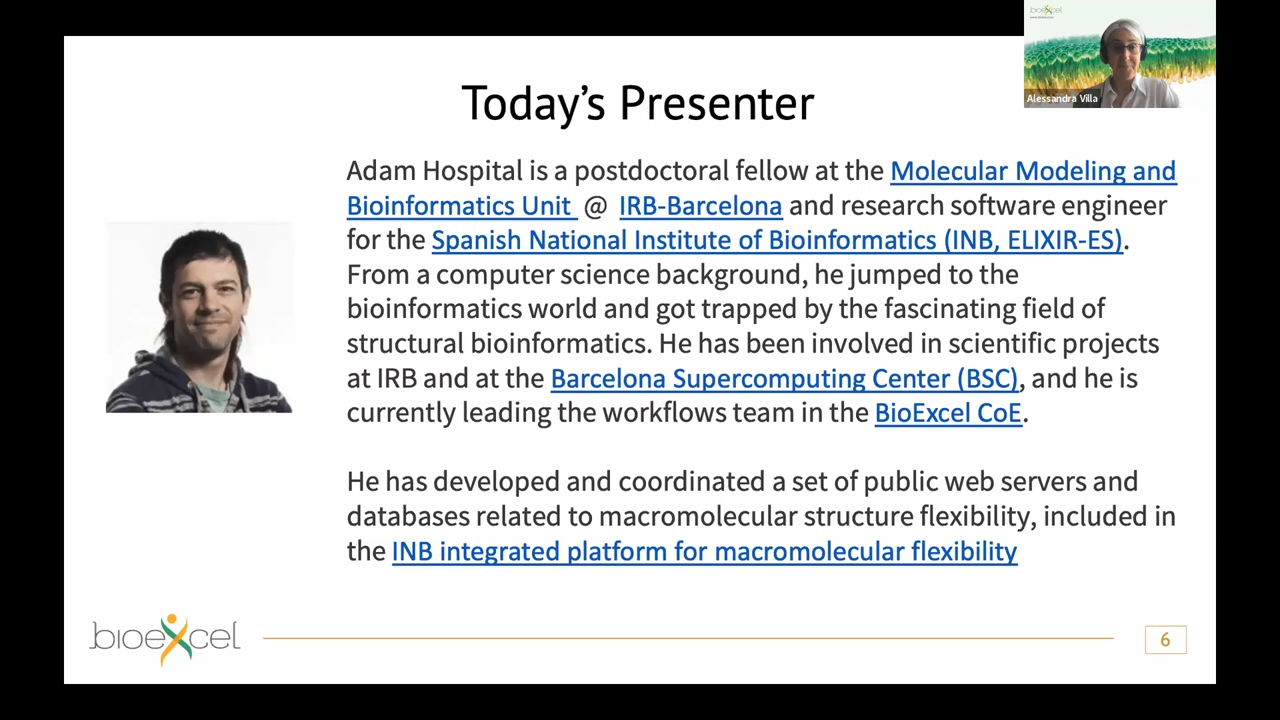 bioexcel
Alessandra Villa
Today's Presenter
Adam Hospital is a postdoctoral fellow at the Molecular Modeling and
Bioinformatics Unit @ IRB-Barcelona and research software engineer
for the Spanish National Institute of Bioinformatics (INB, ELIXIR-ES).
From a computer science background, he jumped to the
bioinformatics world and got trapped by the fascinating field of
structural bioinformatics. He has been involved in scientific projects
at IRB and at the Barcelona Supercomputing Center (BSC), and he is
currently leading the workflows team in the BioExcel CoE.
He has developed and coordinated a set of public web servers and
databases related to macromolecular structure flexibility, included in
the INB integrated platform for macromolecular flexibility
bioexcel
6